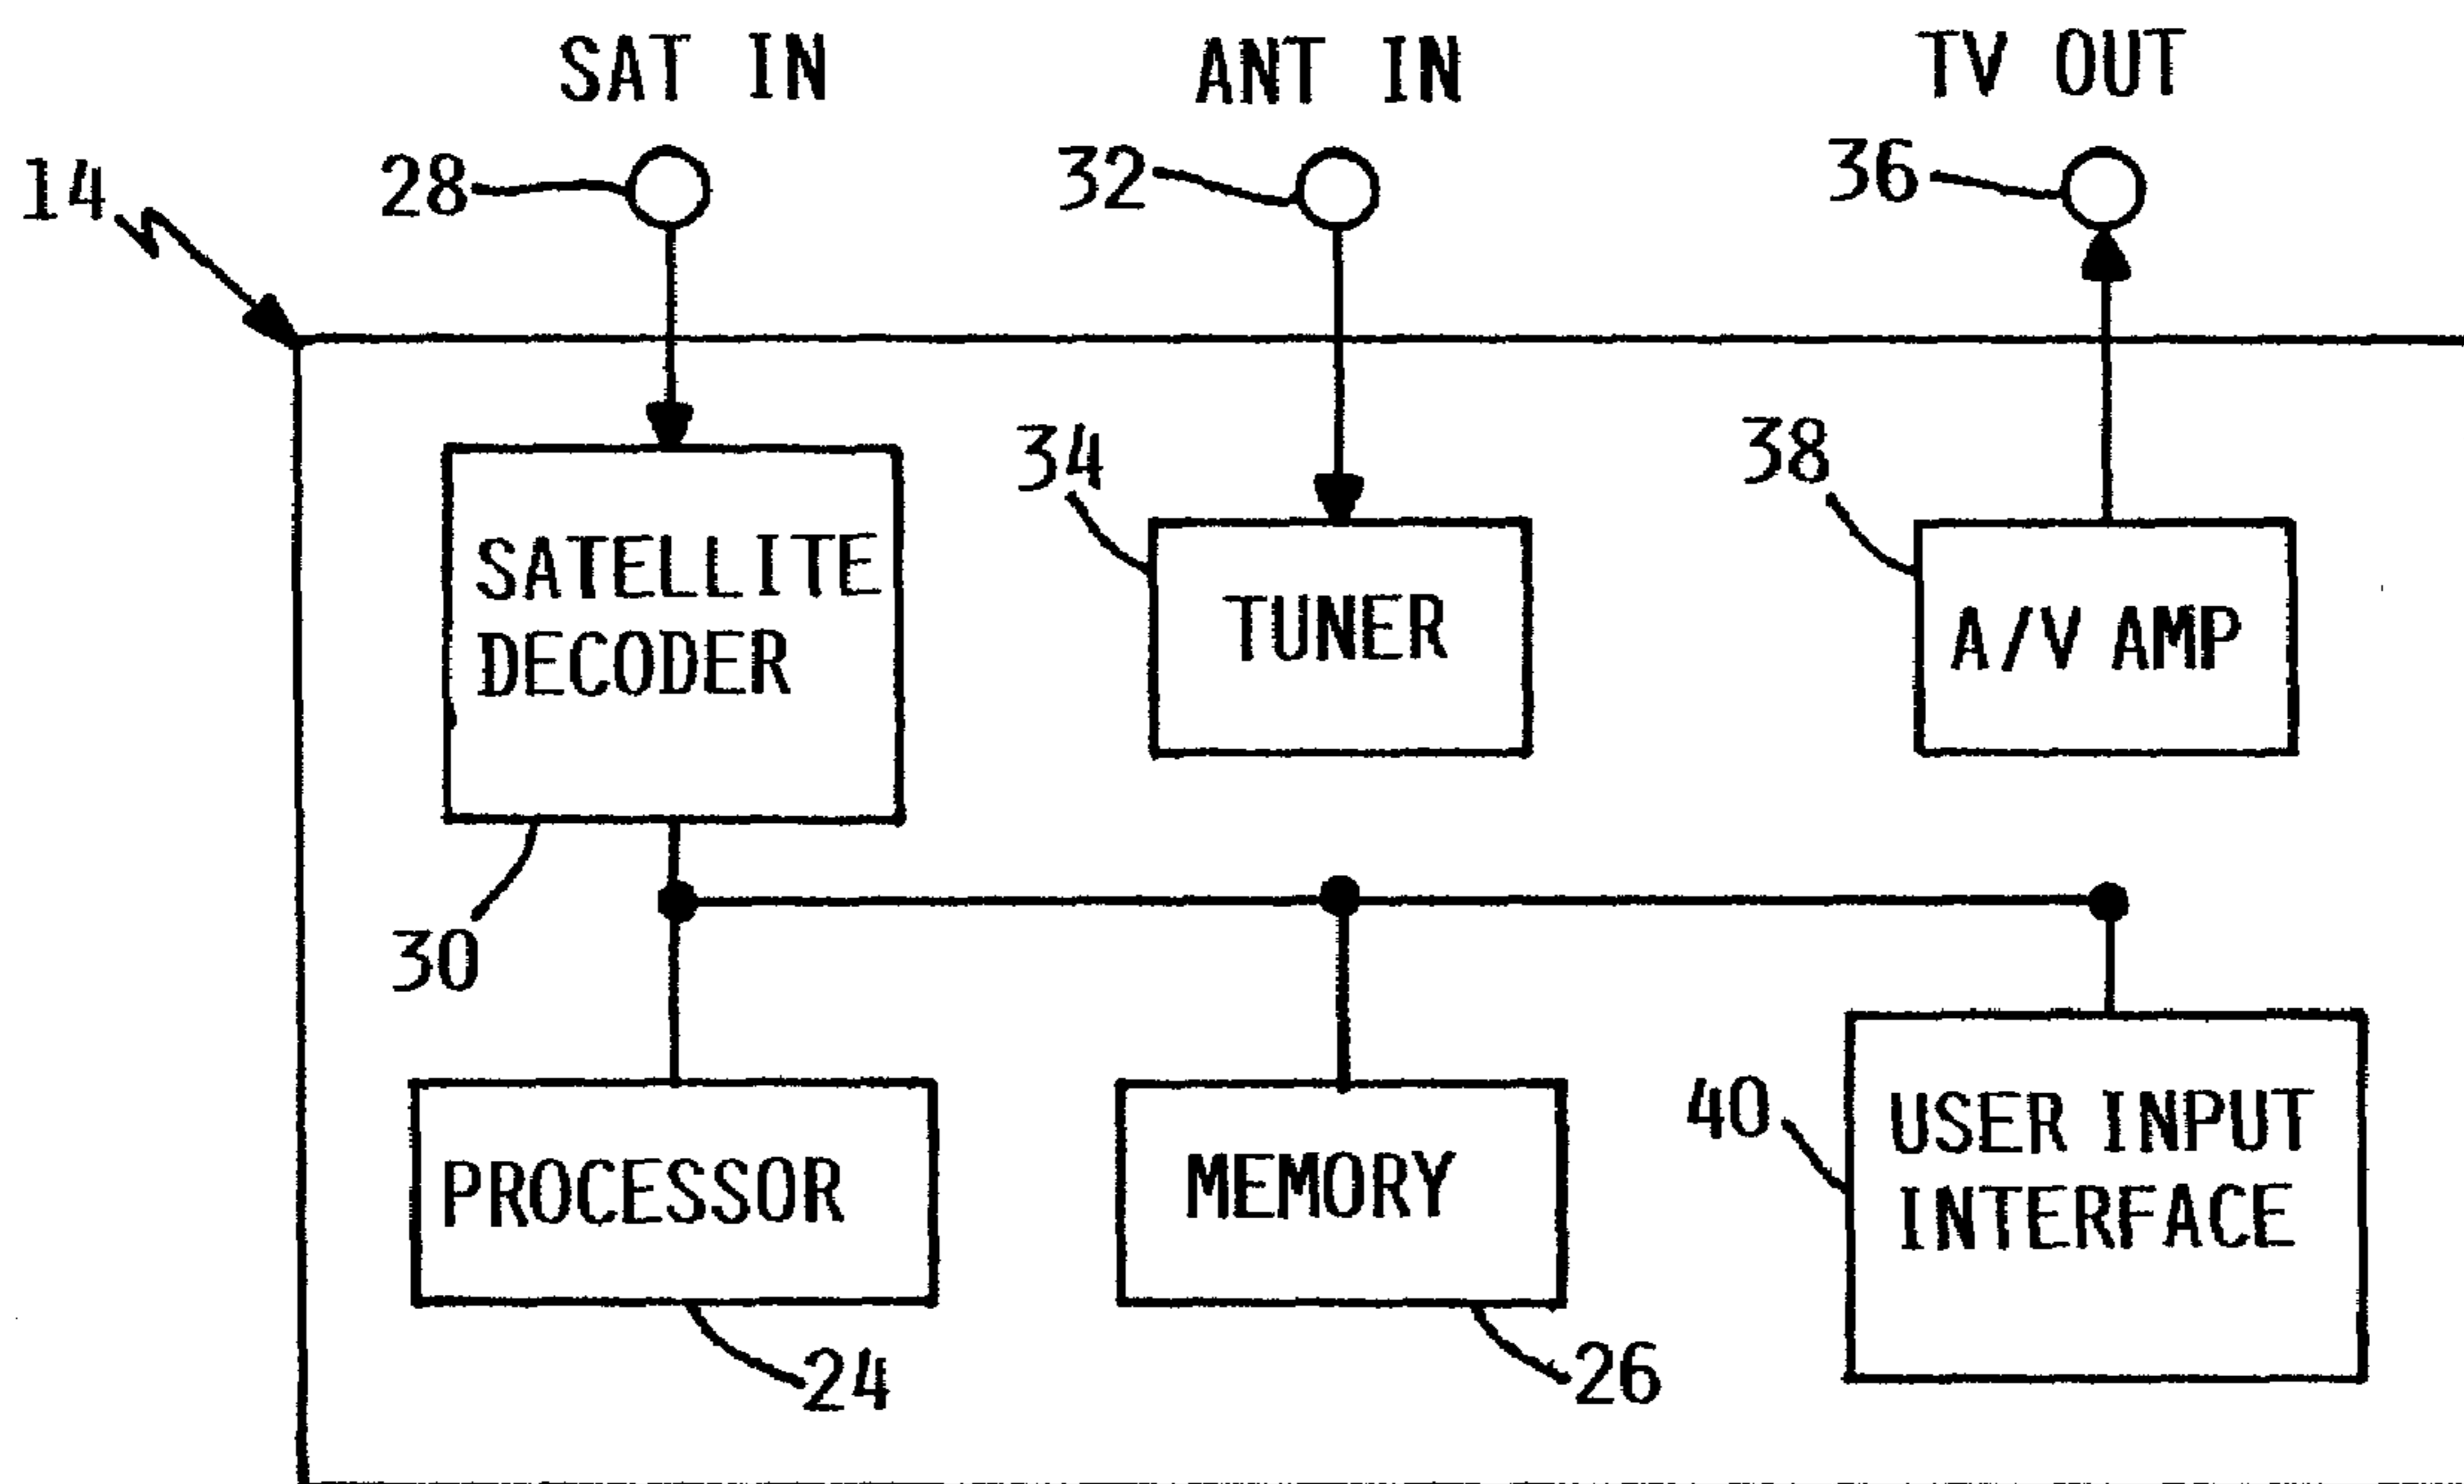 SAT IN
ANT IN
TV OUT
14
28
32
36
34
38
SATELLITE
DECODER
TUNER
A/V AMP
30
40
PROCESSOR
MEMORY
USER INPUT
INTERFACE
24
26